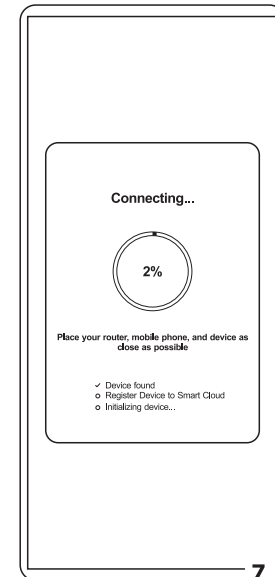 Connecting...
2%
Place your router, mobile phone, and device as
close as possible
✓ Device found
o Register Device to Smart Cloud
o Initializing device...
7